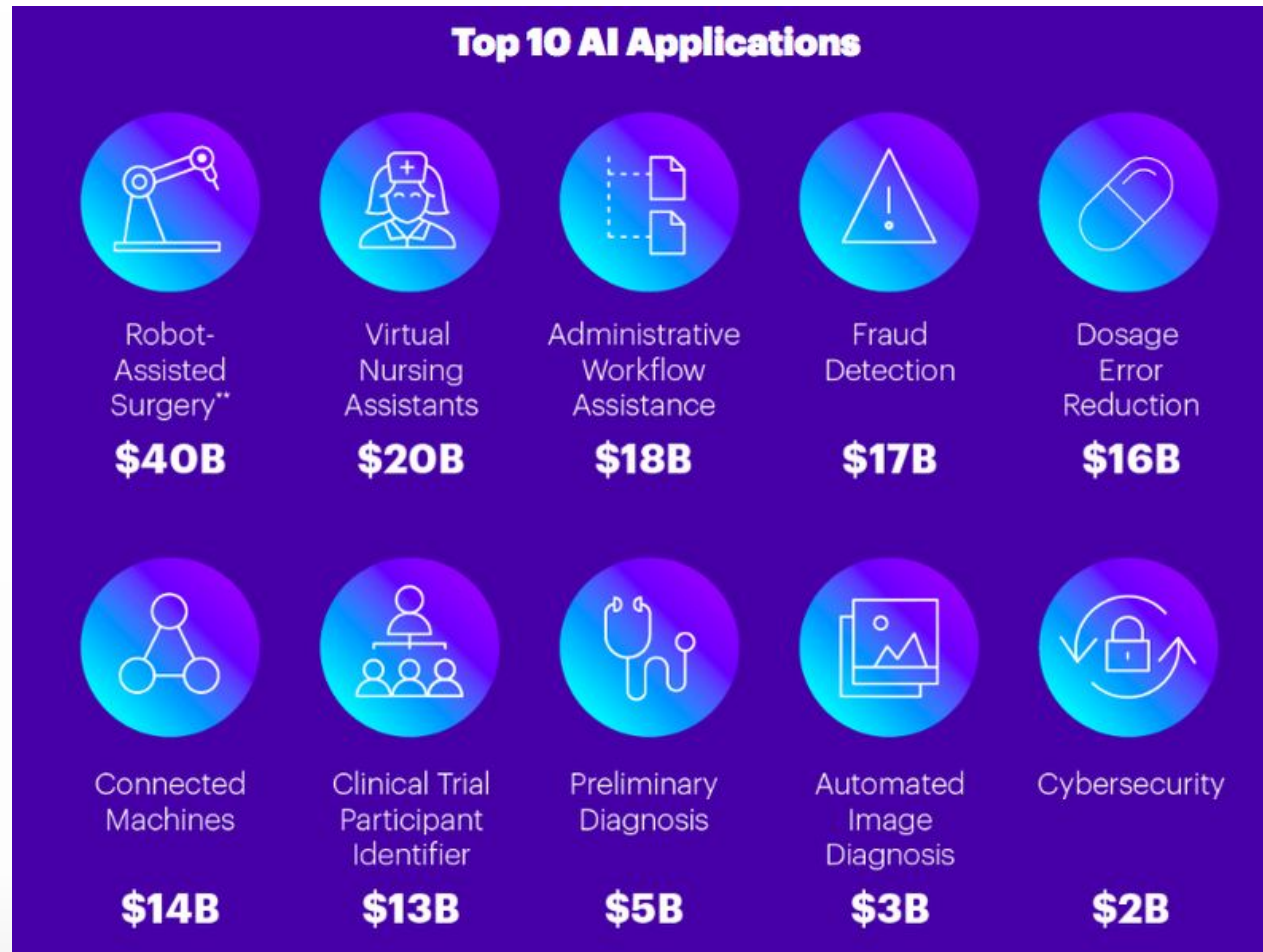 Top 10 AI Applications
Robot-
Assisted
Surgery**
$40B
Virtual
Nursing
Assistants
$20B
Administrative
Workflow
Assistance
$18B
Fraud
Detection
$17B
Dosage
Error
Reduction
$16B
Connected
Machines
$14B
Clinical Trial
Participant
Identifier
$13B
Preliminary
Diagnosis
$5B
Automated
Image
Diagnosis
$3B
Cybersecurity
$2B